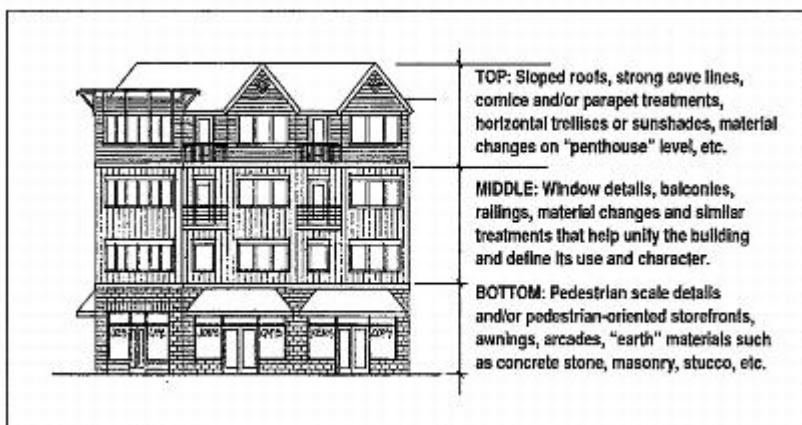 TOP: Sloped roofs, strong eave lines,
cornice and/or parapet treatments,
horizontal trellises or sunshades, material
changes on "penthouse" level, etc.
MIDDLE: Window details, balconies,
railings, material changes and similar
treatments that help unify the building
and define its use and character.
BOTTOM: Pedestrian scale details
and/or pedestrian-oriented storefronts,
awnings, arcades, "earth" materials such
as concrete stone, masonry, stucco, etc.